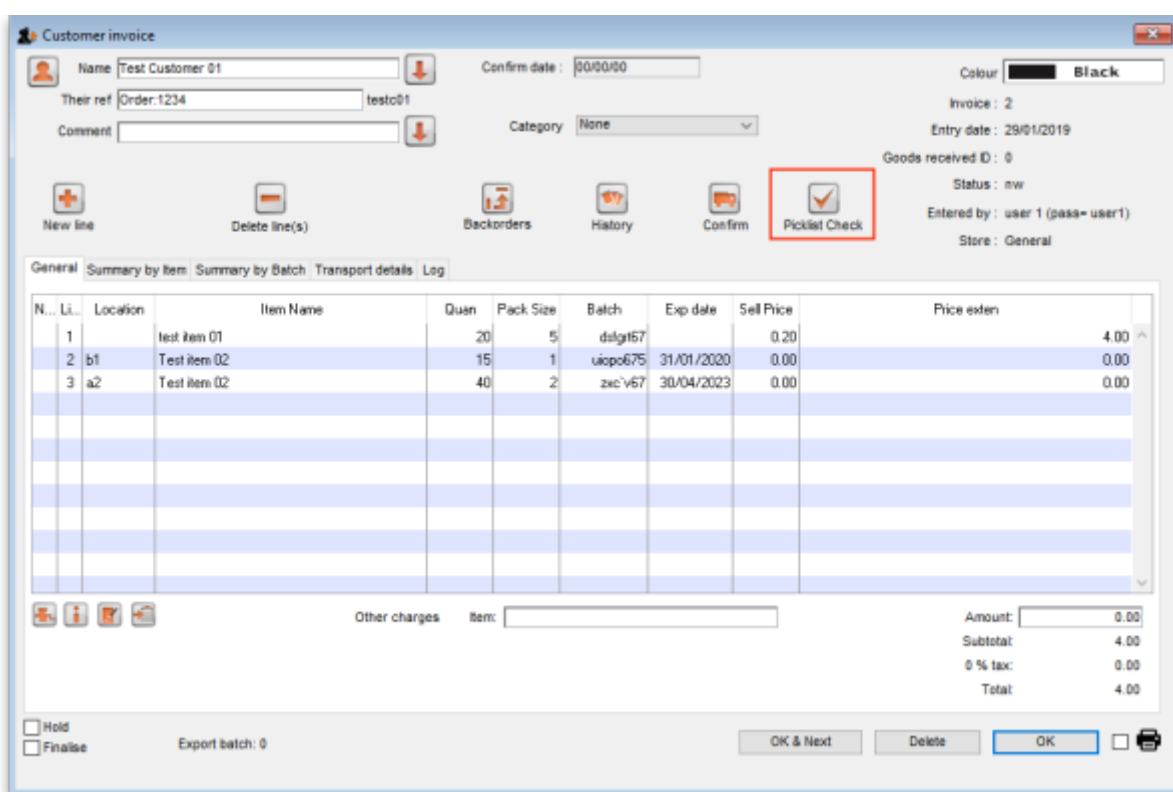 Customer invoice
Name Test Customer 01 Confirm date : 00/00/00 Colour Black
Their ref Order:1234 testc01 Invoice : 2
Comment Category None Entry date : 29/01/2019
Goods received ID : 0
Status : nw
New line Delete line(s) Backorders History Confirm Picklist Check Entered by : user 1 (pass= user1)
Store : General
General Summary by Item Summary by Batch Transport details Log
N... Li... Location Item Name Quan Pack Size Batch Exp date Sell Price Price exten
1 test item 01 20 5 dsfgrt67 0.20 4.00
2 b1 Test item 02 15 1 uiopo675 31/01/2020 0.00 0.00
3 a2 Test item 02 40 2 zxc`v67 30/04/2023 0.00 0.00
Other charges Item: Amount: 0.00
Subtotal: 4.00
0 % tax: 0.00
Total: 4.00
Hold
Finalise Export batch: 0 OK & Next Delete OK